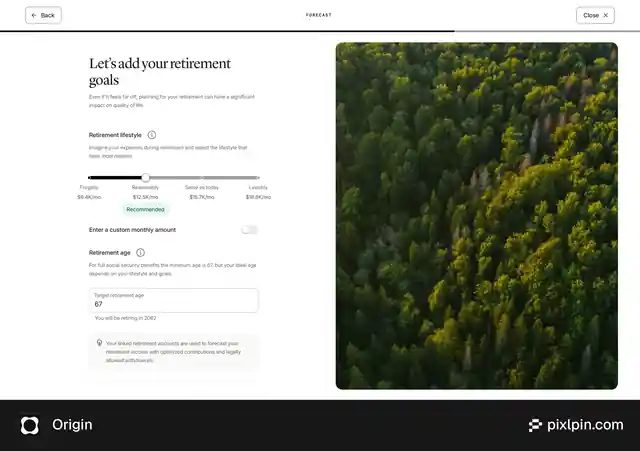 Back
FORECAST
Close
Let's add your retirement
goals
Even if it feels far off, planning for your retirement can have a significant
impact on quality of life.
Retirement lifestyle
Imagine your expenses during retirement and select the lifestyle that
feels most realistic.
Frugally
Reasonably
Same as today
Lavishly
$9.4K/mo
$12.5K/mo
$15.7K/mo
$18.8K/mo
Recommended
Enter a custom monthly amount
Retirement age
For full social security benefits the minimum age is 67, but your ideal age
depends on your lifestyle and goals.
Target retirement age
67
You will be retiring in 2062
Your linked retirement accounts are used to forecast your
retirement income with optimized contributions and legally
allowed withdrawals.
Origin
pixlpin.com